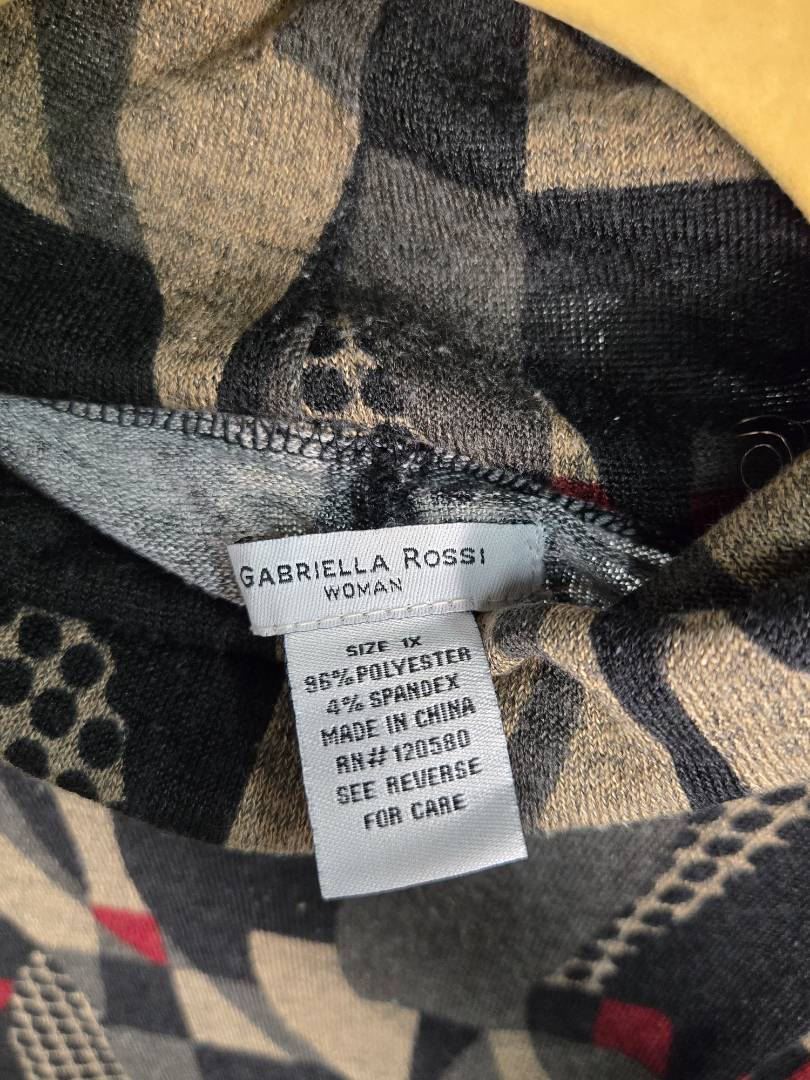 GABRIELLA ROSSI
WOMAN
SIZE 1X
96% POLYESTER
4% SPANDEX
MADE IN CHINA
RN# 120580
SEE REVERSE
FOR CARE